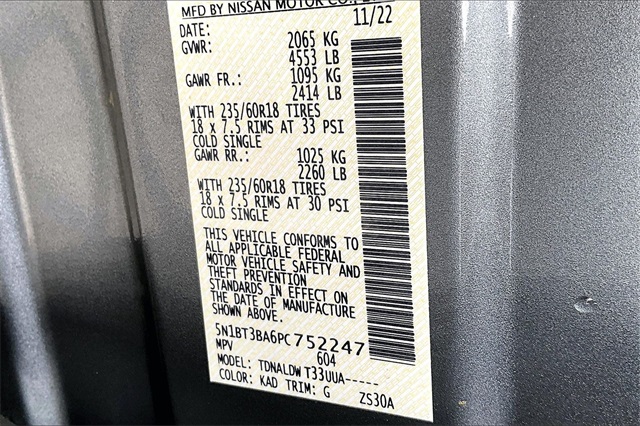 MFD BY NISSAN MOTOR CO.
DATE: 11/22
GVWR: 2065 KG
4553 LB
GAWR FR.: 1095 KG
2414 LB
WITH 235/60R18 TIRES
18 x 7.5 RIMS AT 33 PSI
COLD SINGLE
GAWR RR.: 1025 KG
2260 LB
WITH 235/60R18 TIRES
18 x 7.5 RIMS AT 30 PSI
COLD SINGLE
THIS VEHICLE CONFORMS TO
ALL APPLICABLE FEDERAL
MOTOR VEHICLE SAFETY AND
THEFT PREVENTION
STANDARDS IN EFFECT ON
THE DATE OF MANUFACTURE
SHOWN ABOVE.
5N1BT3BA6PC752247
MPV 604
MODEL: TDNALDWT33UUA-----
COLOR: KAD TRIM: G ZS30A